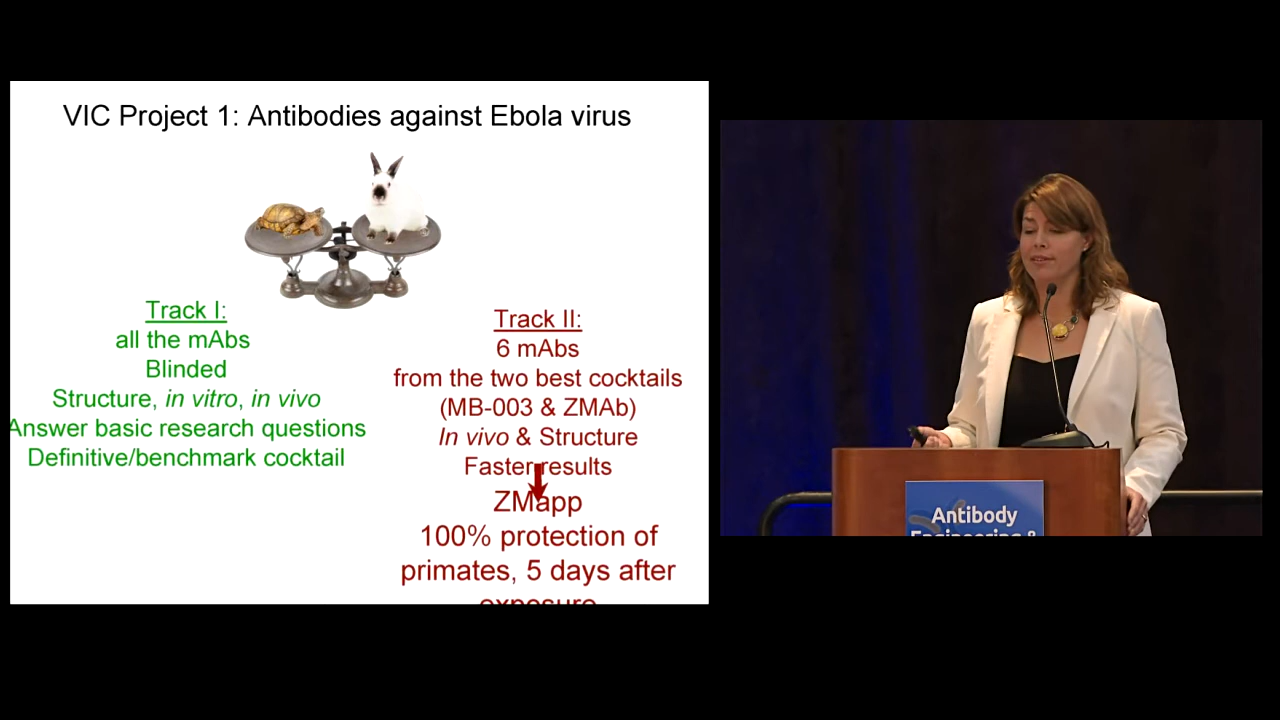 VIC Project 1: Antibodies against Ebola virus
Track I:
all the mAbs
Blinded
Structure, in vitro, in vivo
Answer basic research questions
Definitive/benchmark cocktail
Track II:
6 mAbs
from the two best cocktails
(MB-003 & ZMAb)
In vivo & Structure
Faster results
ZMapp
100% protection of
primates, 5 days after
exposure
Antibody
Engineering &